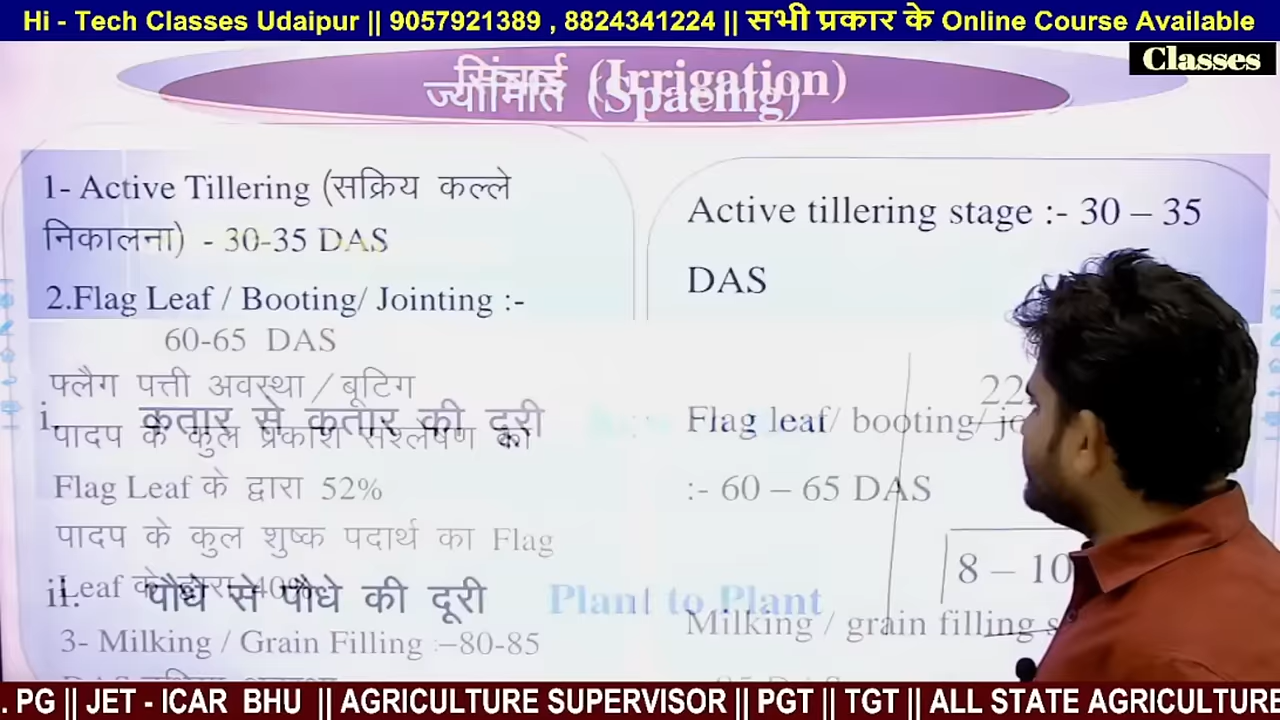 Hi - Tech Classes Udaipur || 9057921389 , 8824341224 || सभी प्रकार के Online Course Available
Classes
सिंचाई (Irrigation)
ज्यामिति (Spacing)
1- Active Tillering (सक्रिय कल्ले
निकालना) - 30-35 DAS
2.Flag Leaf / Booting/ Jointing :-
60-65 DAS
फ्लैग पत्ती अवस्था / बूटिंग
i. कतार से कतार की दूरी
पादप के कुल प्रकाश संश्लेषण का
Flag Leaf के द्वारा 52%
पादप के कुल शुष्क पदार्थ का Flag
Leaf के द्वारा 40%
ii. पौधे से पौधे की दूरी Plant to Plant
3- Milking / Grain Filling :–80-85
Active tillering stage :- 30 – 35
DAS
22
Flag leaf/ booting/
:- 60 – 65 DAS
8 – 10
Milking / grain filling
. PG || JET - ICAR BHU || AGRICULTURE SUPERVISOR || PGT || TGT || ALL STATE AGRICULTURE